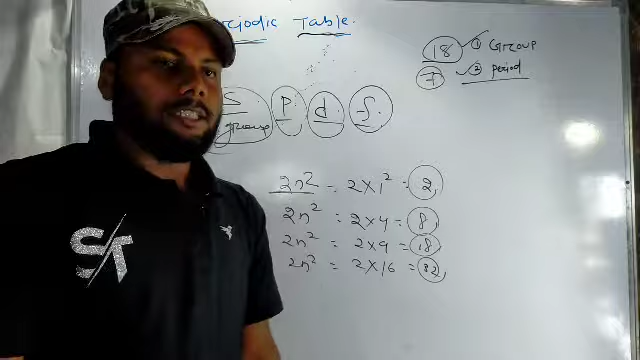 Periodic Table.
18 ① Group
7 ② period
S P d f
group
2n² = 2×1² = 2
2n² = 2×4 = 8
2n² = 2×9 = 18
2n² = 2×16 = 32
ST